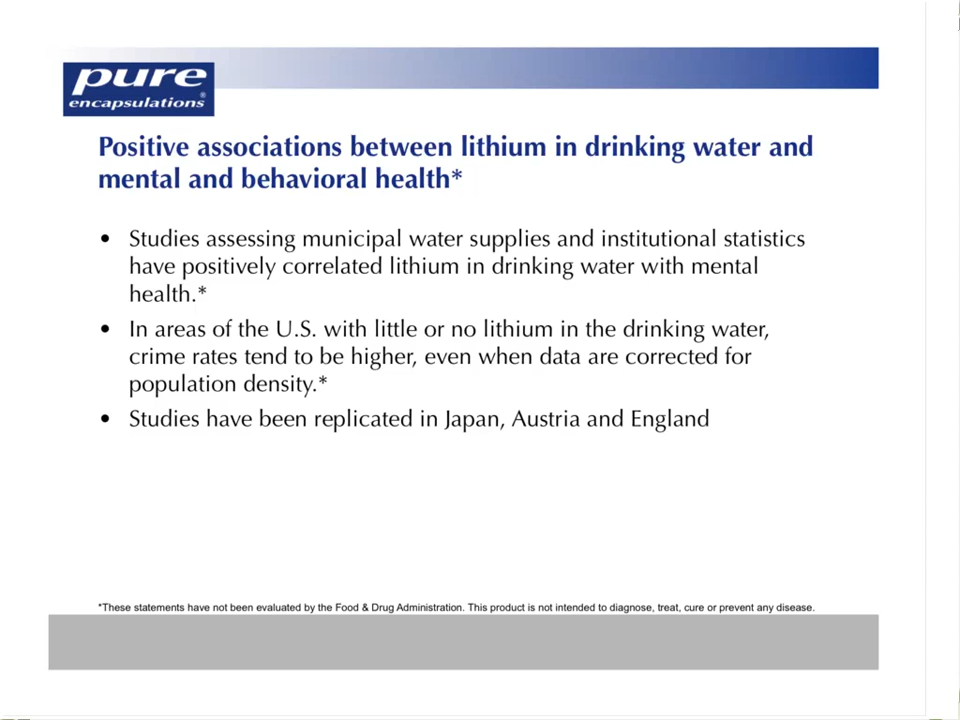 pure
encapsulations®
Positive associations between lithium in drinking water and
mental and behavioral health*
• Studies assessing municipal water supplies and institutional statistics
have positively correlated lithium in drinking water with mental
health.*
• In areas of the U.S. with little or no lithium in the drinking water,
crime rates tend to be higher, even when data are corrected for
population density.*
• Studies have been replicated in Japan, Austria and England
*These statements have not been evaluated by the Food & Drug Administration. This product is not intended to diagnose, treat, cure or prevent any disease.